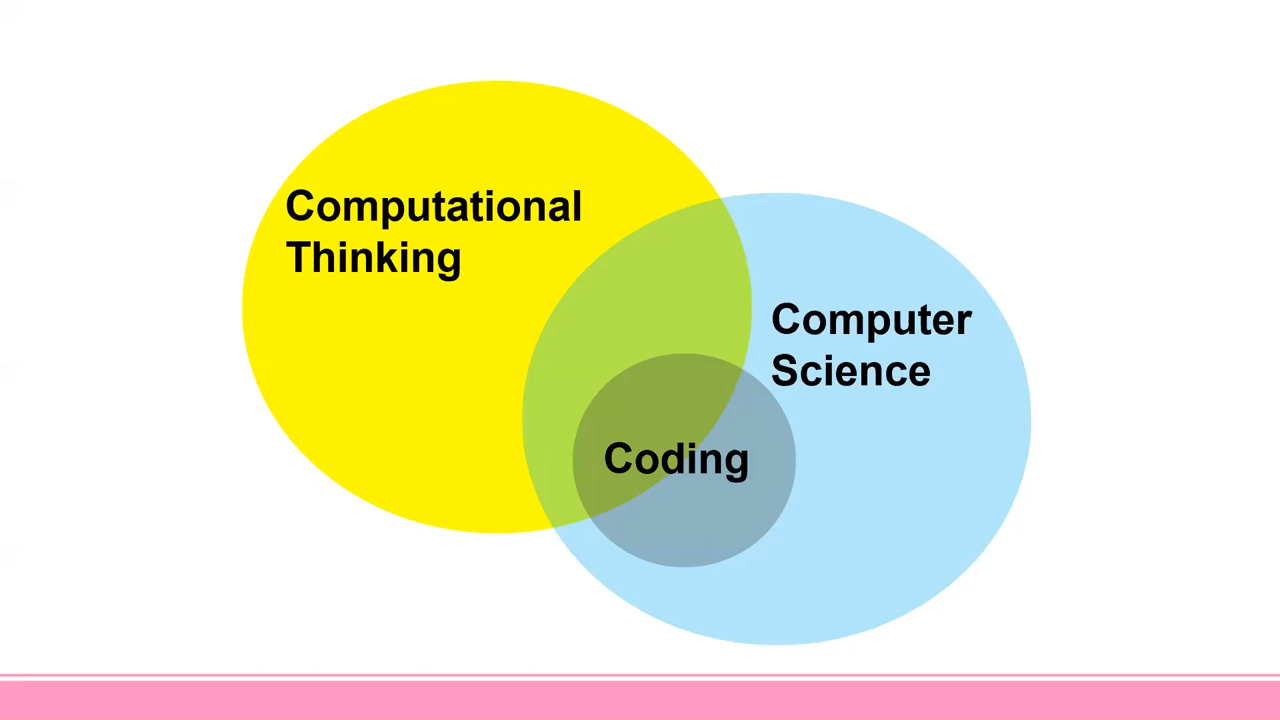 Computational
Thinking
Computer
Science
Coding